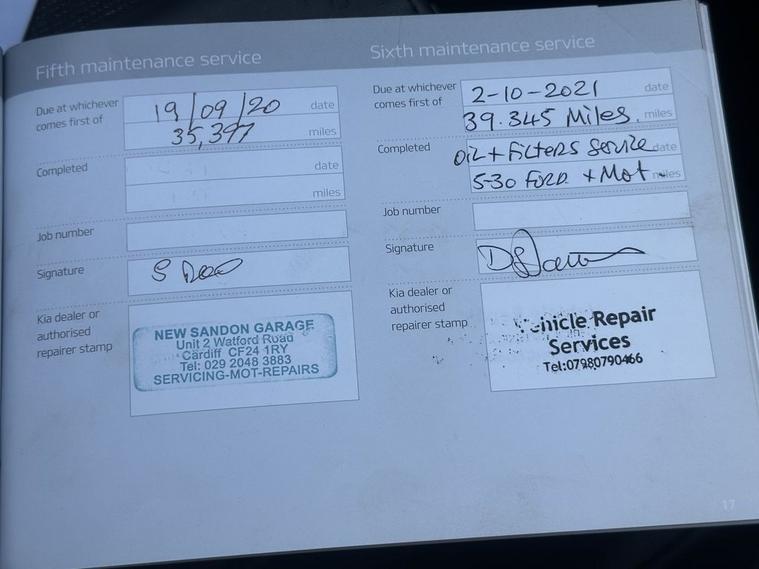 Fifth maintenance service
Due at whichever
comes first of
19/09/20 date
35,397 miles
Completed
date
miles
Job number
Signature
S
Kia dealer or
authorised
repairer stamp
NEW SANDON GARAGE
Unit 2 Watford Road
Cardiff CF24 1RY
Tel: 029 2048 3883
SERVICING-MOT-REPAIRS
Sixth maintenance service
Due at whichever
comes first of
2-10-2021 date
39.345 Miles. miles
Completed
OiL + FiLTERS Service date
5-30 FORD + Mot miles
Job number
Signature
Kia dealer or
authorised
repairer stamp
Vehicle Repair
Services
Tel:07980790466
17